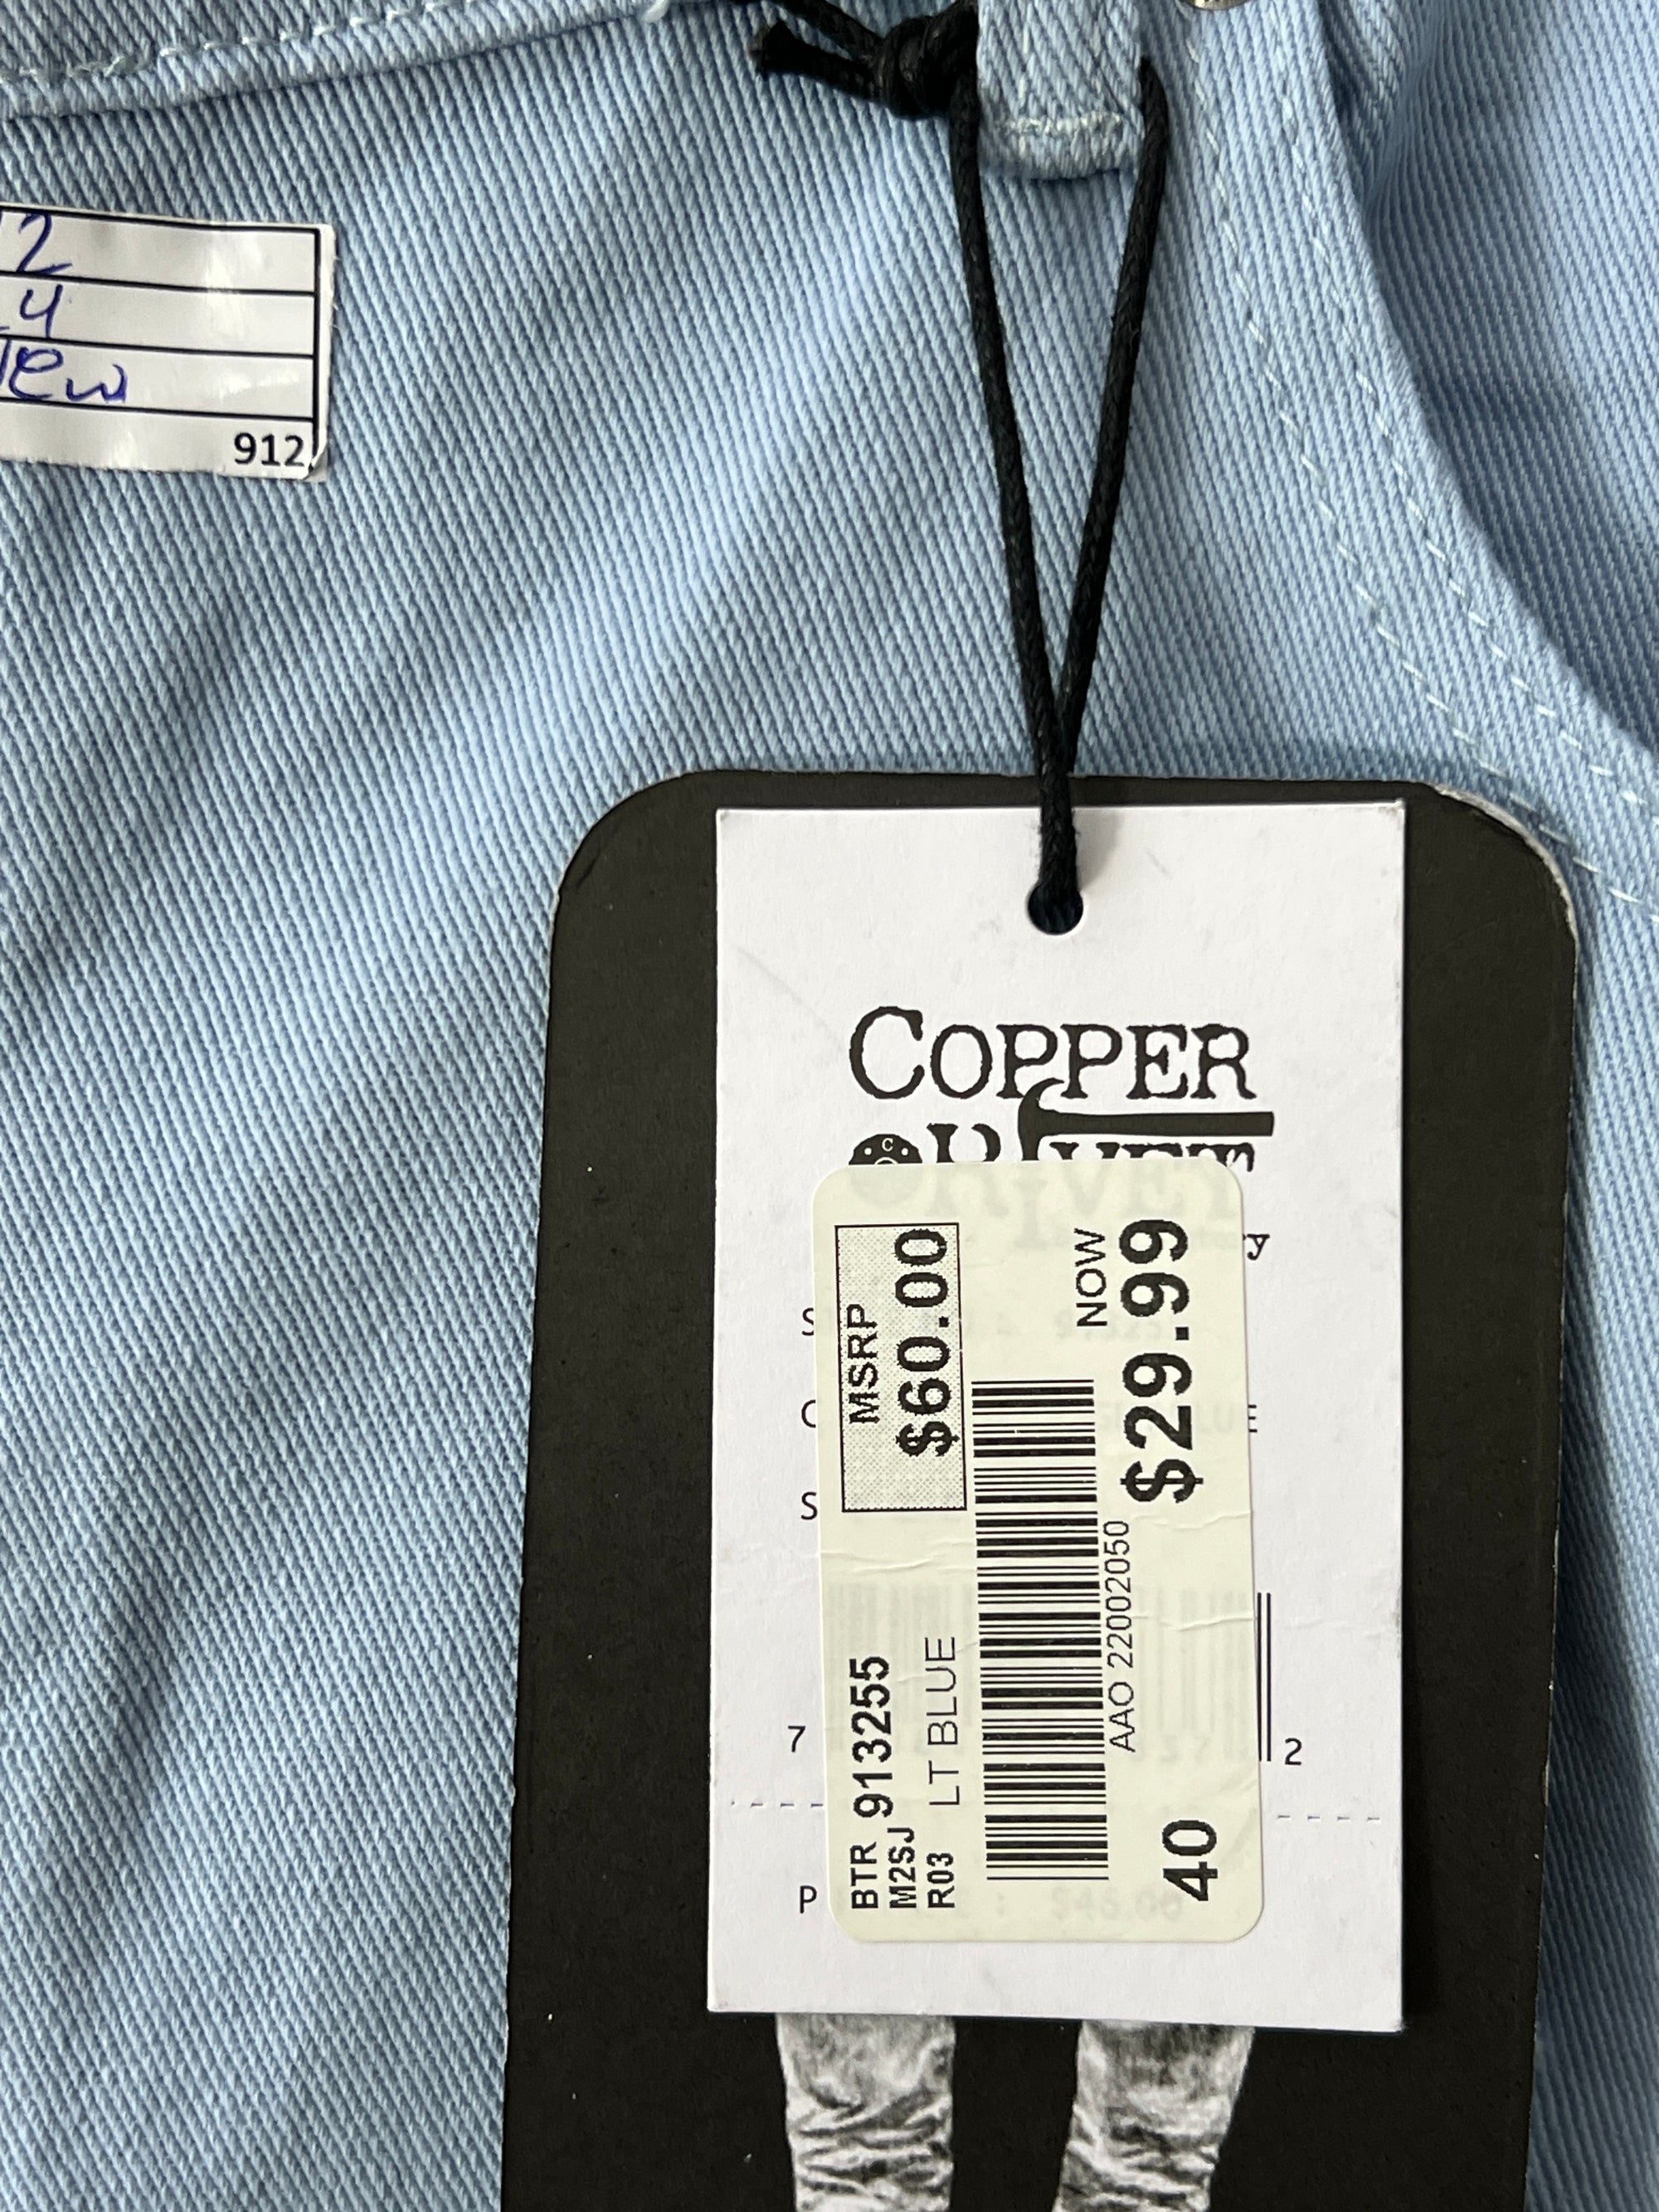 2
4
ew
912
COPPER
RIVET
y
S
C
S
7
2
P
MSRP
$60.00
NOW
$29.99
BTR 913255
M2SJ
R03 LT BLUE
AAO 22002050
40